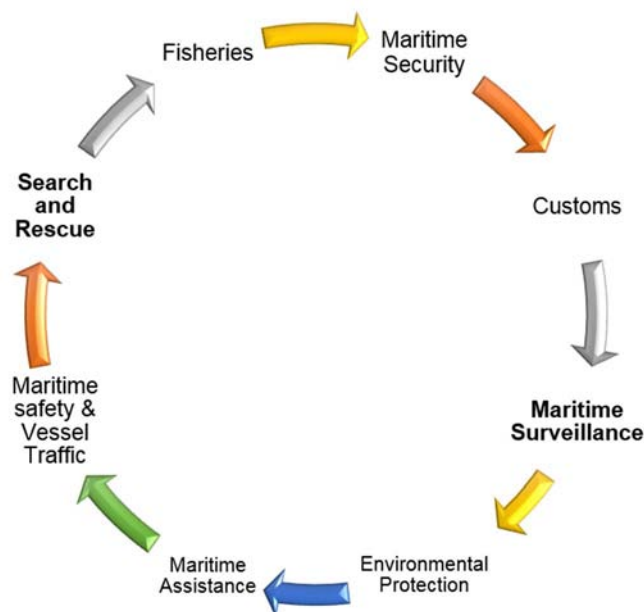 Fisheries
Maritime
Security
Customs
Maritime
Surveillance
Environmental
Protection
Maritime
Assistance
Maritime
safety &
Vessel
Traffic
Search
and
Rescue